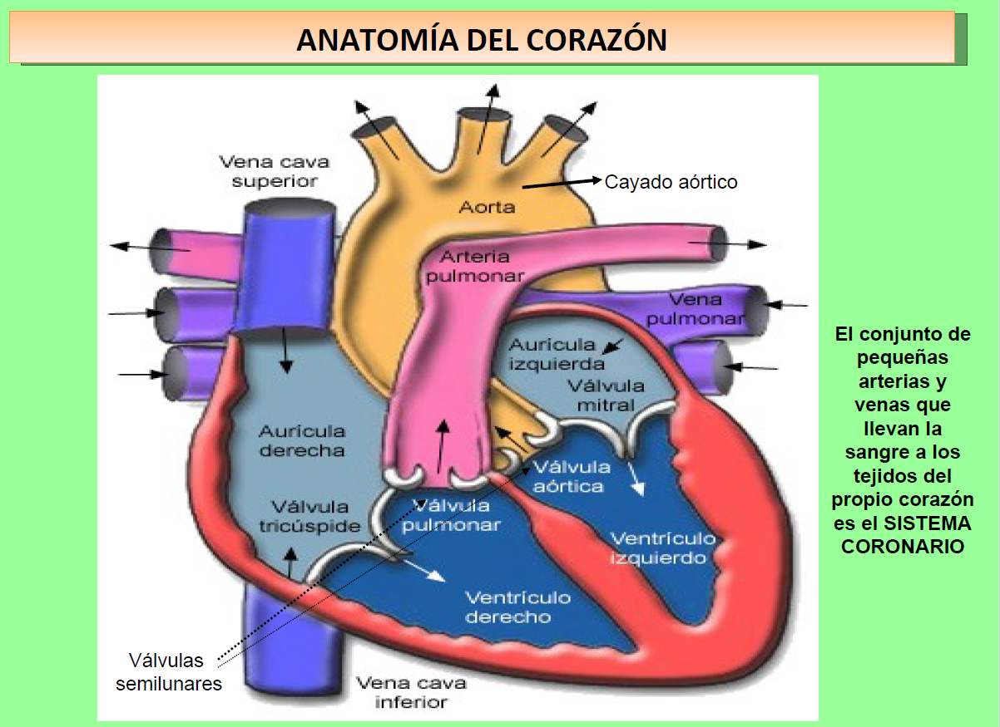 ANATOMÍA DEL CORAZÓN
Vena cava
superior
Cayado aórtico
Aorta
Arteria
pulmonar
Vena
pulmonar
Aurícula
izquierda
Válvula
mitral
Aurícula
derecha
Válvula
aórtica
Válvula
tricúspide
Válvula
pulmonar
Ventrículo
izquierdo
Ventrículo
derecho
Válvulas
semilunares
Vena cava
inferior
El conjunto de
pequeñas
arterias y
venas que
llevan la
sangre a los
tejidos del
propio corazón
es el SISTEMA
CORONARIO